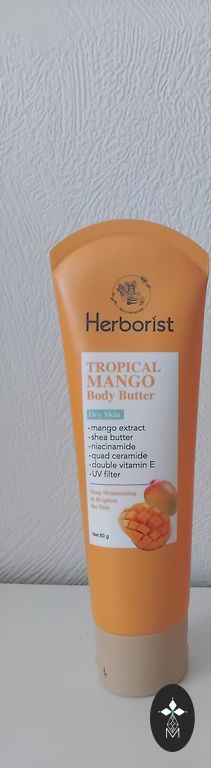 Herborist
TROPICAL
MANGO
Body Butter
Dry Skin
•mango extract
•shea butter
•niacinamide
•quad ceramide
•double vitamin E
•UV filter
Deep Moisturizing
& Brighten
the Skin
Net 80 g